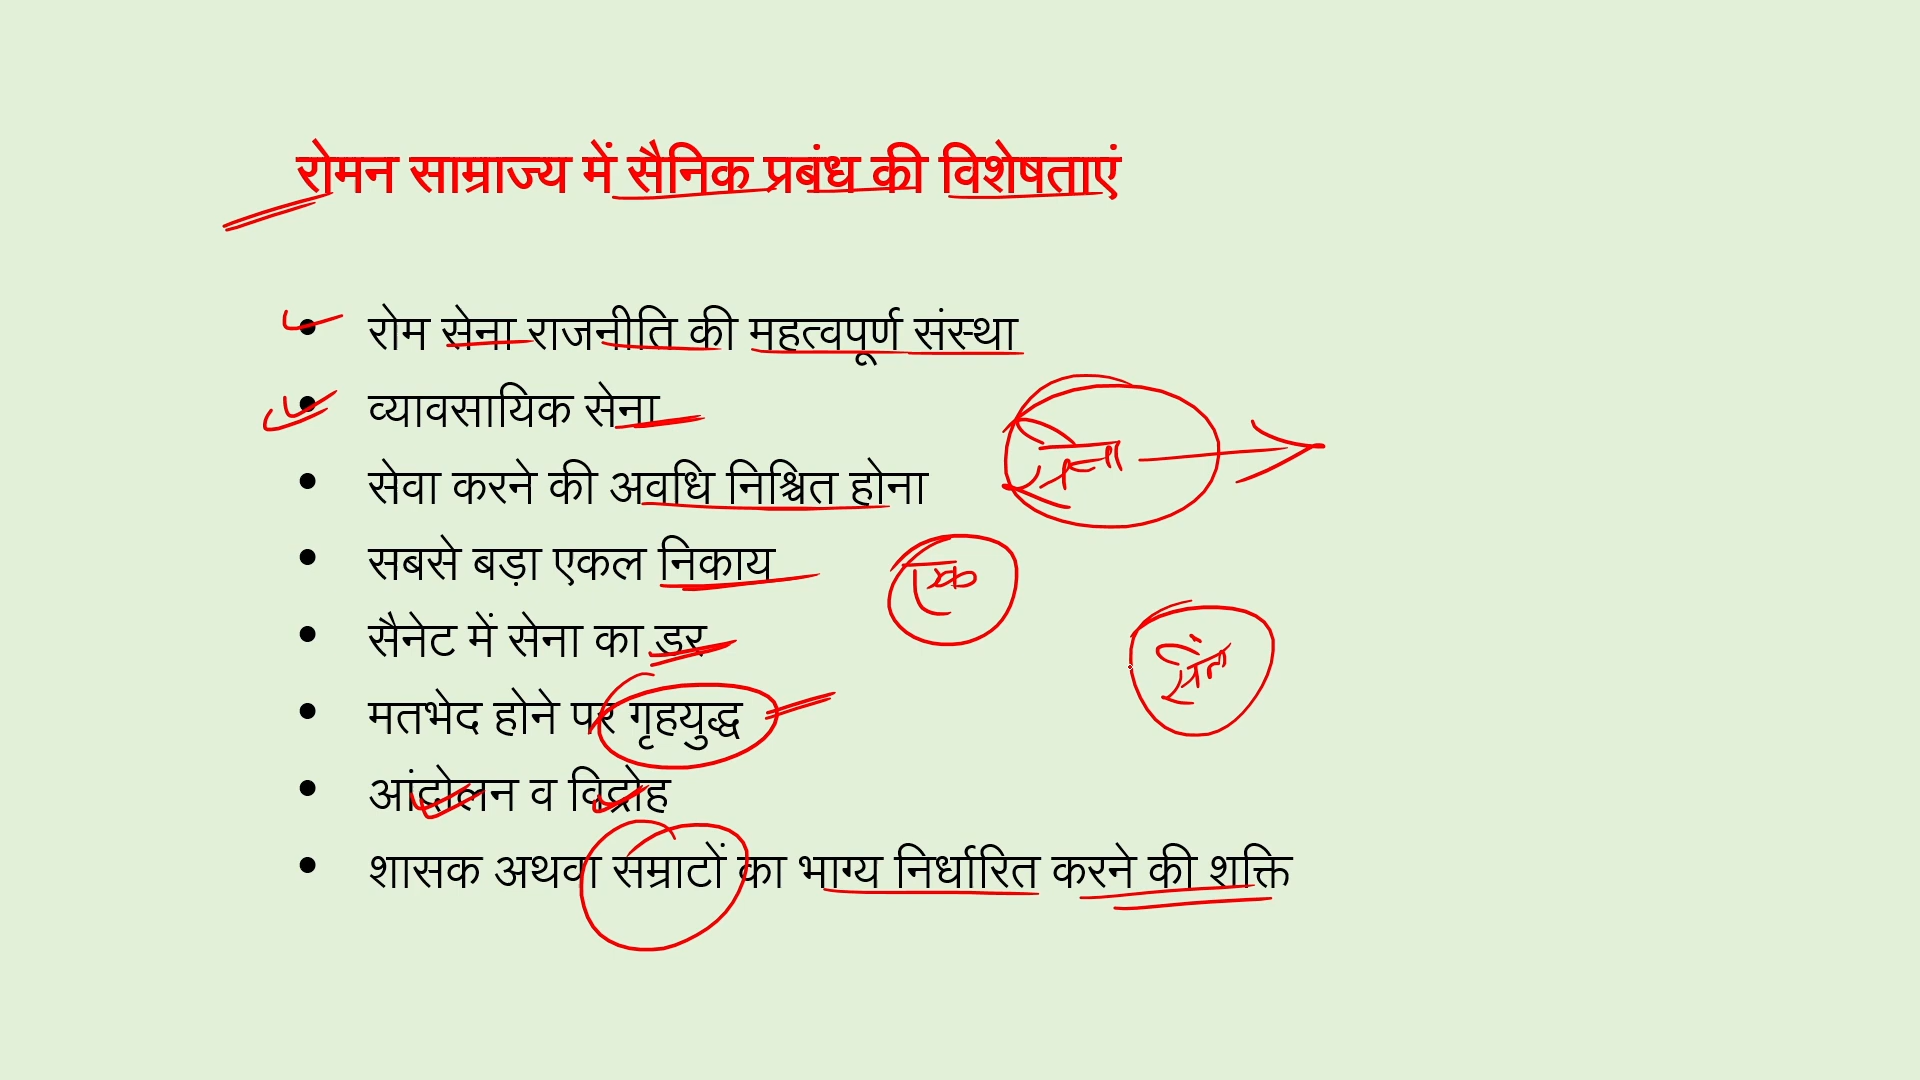 रोमन साम्राज्य में सैनिक प्रबंध की विशेषताएं
• रोम सेना राजनीति की महत्वपूर्ण संस्था
• व्यावसायिक सेना
• सेवा करने की अवधि निश्चित होना
• सबसे बड़ा एकल निकाय
एक
• सैनेट में सेना का डर
• मतभेद होने पर गृहयुद्ध
• आंदोलन व विद्रोह
• शासक अथवा सम्राटों का भाग्य निर्धारित करने की शक्ति